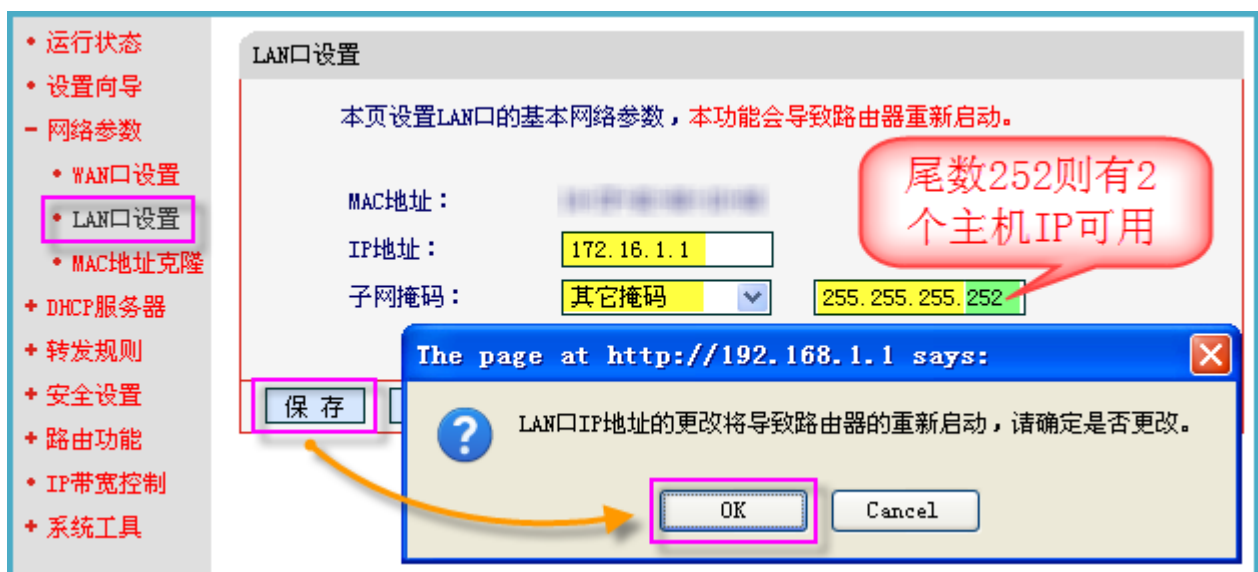 • 运行状态
• 设置向导
- 网络参数
• WAN口设置
• LAN口设置
• MAC地址克隆
+ DHCP服务器
+ 转发规则
+ 安全设置
+ 路由功能
• IP带宽控制
+ 系统工具
LAN口设置
本页设置LAN口的基本网络参数，本功能会导致路由器重新启动。
MAC地址：
IP地址： 172.16.1.1
子网掩码： 其它掩码 255.255.255.252
尾数252则有2
个主机IP可用
保 存
The page at http://192.168.1.1 says:
LAN口IP地址的更改将导致路由器的重新启动，请确定是否更改。
OK Cancel